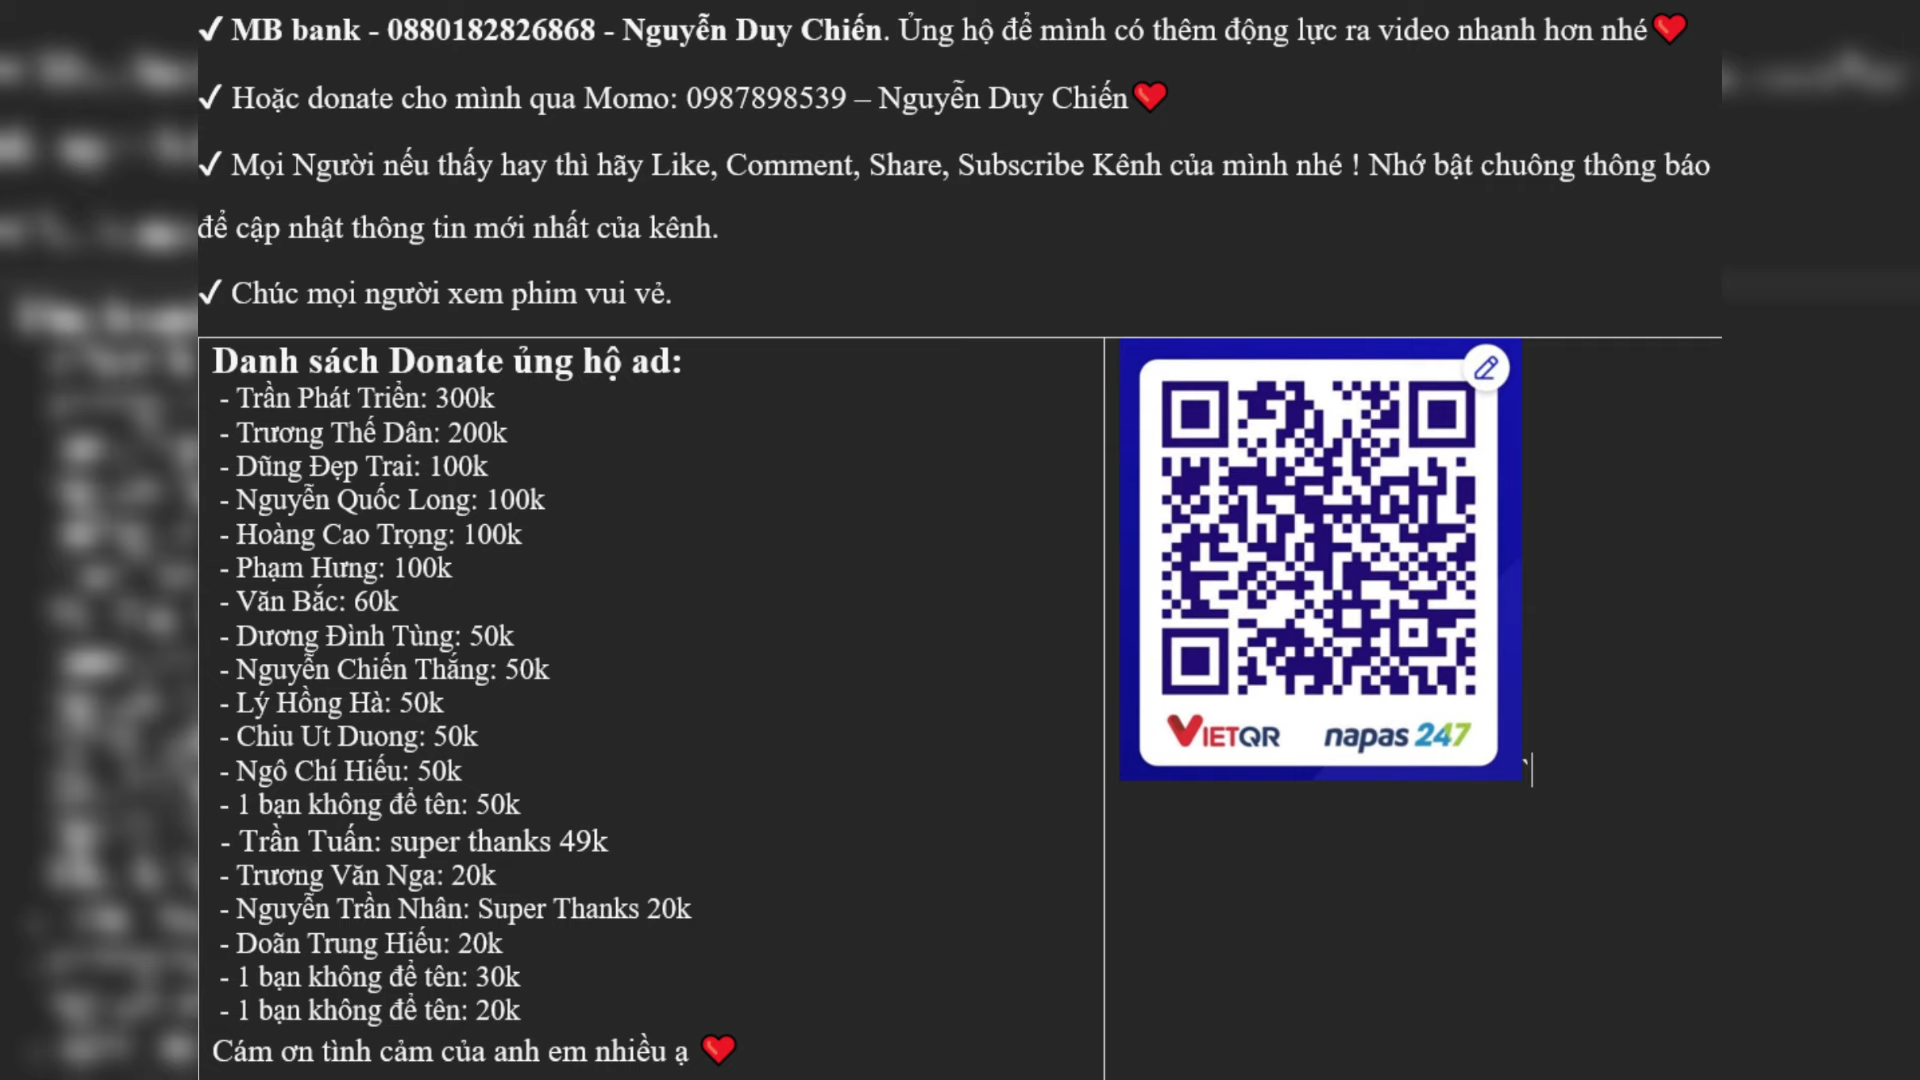 ✓ MB bank - 0880182826868 - Nguyễn Duy Chiến. Ủng hộ để mình có thêm động lực ra video nhanh hơn nhé❤️
✓ Hoặc donate cho mình qua Momo: 0987898539 – Nguyễn Duy Chiến❤️
✓ Mọi Người nếu thấy hay thì hãy Like, Comment, Share, Subscribe Kênh của mình nhé ! Nhớ bật chuông thông báo
để cập nhật thông tin mới nhất của kênh.
✓ Chúc mọi người xem phim vui vẻ.
Danh sách Donate ủng hộ ad:
- Trần Phát Triển: 300k
- Trương Thế Dân: 200k
- Dũng Đẹp Trai: 100k
- Nguyễn Quốc Long: 100k
- Hoàng Cao Trọng: 100k
- Phạm Hưng: 100k
- Văn Bắc: 60k
- Dương Đình Tùng: 50k
- Nguyễn Chiến Thắng: 50k
- Lý Hồng Hà: 50k
- Chiu Ut Duong: 50k
- Ngô Chí Hiếu: 50k
- 1 bạn không để tên: 50k
- Trần Tuấn: super thanks 49k
- Trương Văn Nga: 20k
- Nguyễn Trần Nhân: Super Thanks 20k
- Doãn Trung Hiếu: 20k
- 1 bạn không để tên: 30k
- 1 bạn không để tên: 20k
Cám ơn tình cảm của anh em nhiều ạ ❤️
VIETQR napas 247